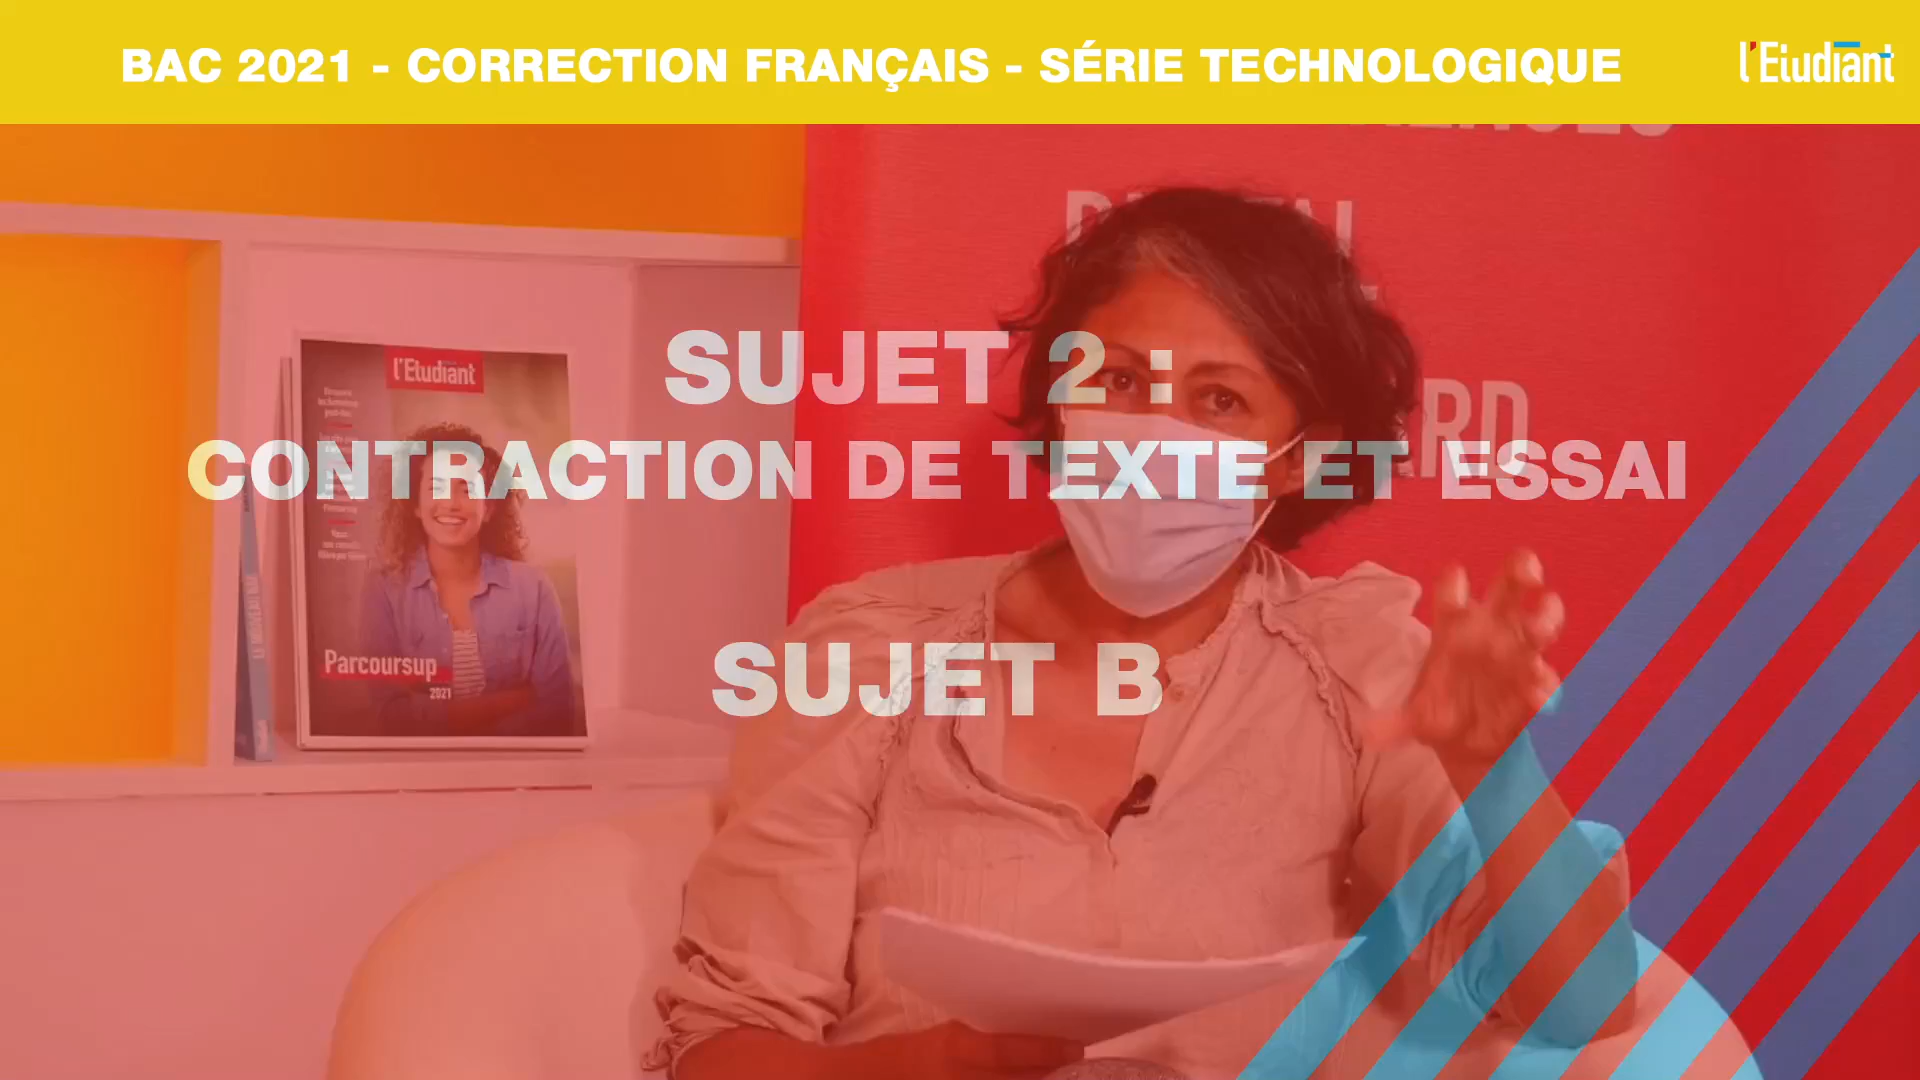 BAC 2021 - CORRECTION FRANÇAIS - SÉRIE TECHNOLOGIQUE
l'Etudiant
SUJET 2 :
CONTRACTION DE TEXTE ET ESSAI
SUJET B
l'Etudiant
Parcoursup
2021